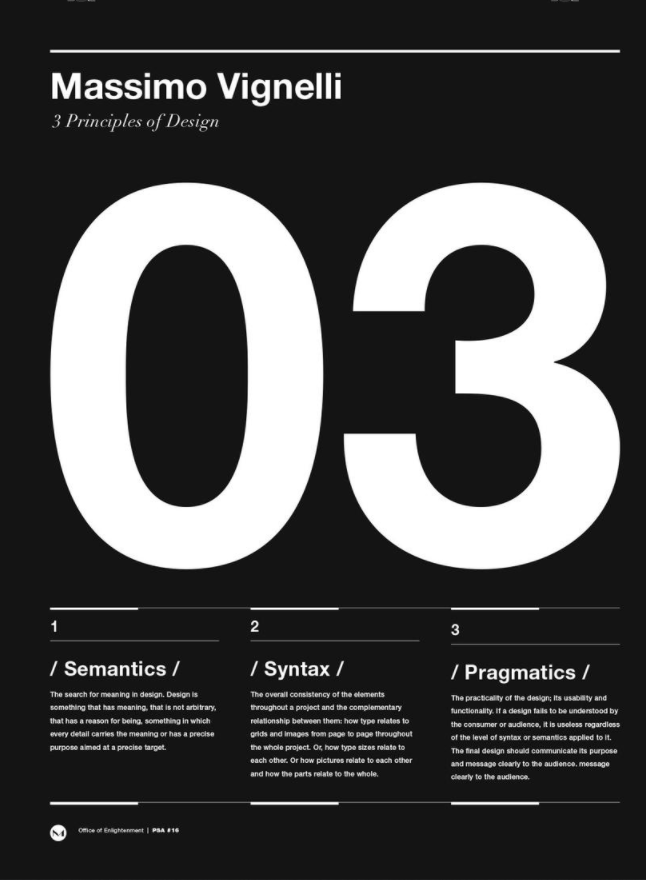 Massimo Vignelli
3 Principles of Design
03
1
/ Semantics /
The search for meaning in design. Design is
something that has meaning, that is not arbitrary,
that has a reason for being, something in which
every detail carries the meaning or has a precise
purpose aimed at a precise target.
2
/ Syntax /
The overall consistency of the elements
throughout a project and the complementary
relationship between them: how type relates to
grids and images from page to page throughout
the whole project. Or, how type sizes relate to
each other. Or how pictures relate to each other
and how the parts relate to the whole.
3
/ Pragmatics /
The practicality of the design; its usability and
functionality. If a design fails to be understood by
the consumer or audience, it is useless regardless
of the level of syntax or semantics applied to it.
The final design should communicate its purpose
and message clearly to the audience. message
clearly to the audience.
M
Office of Enlightenment | PSA #16